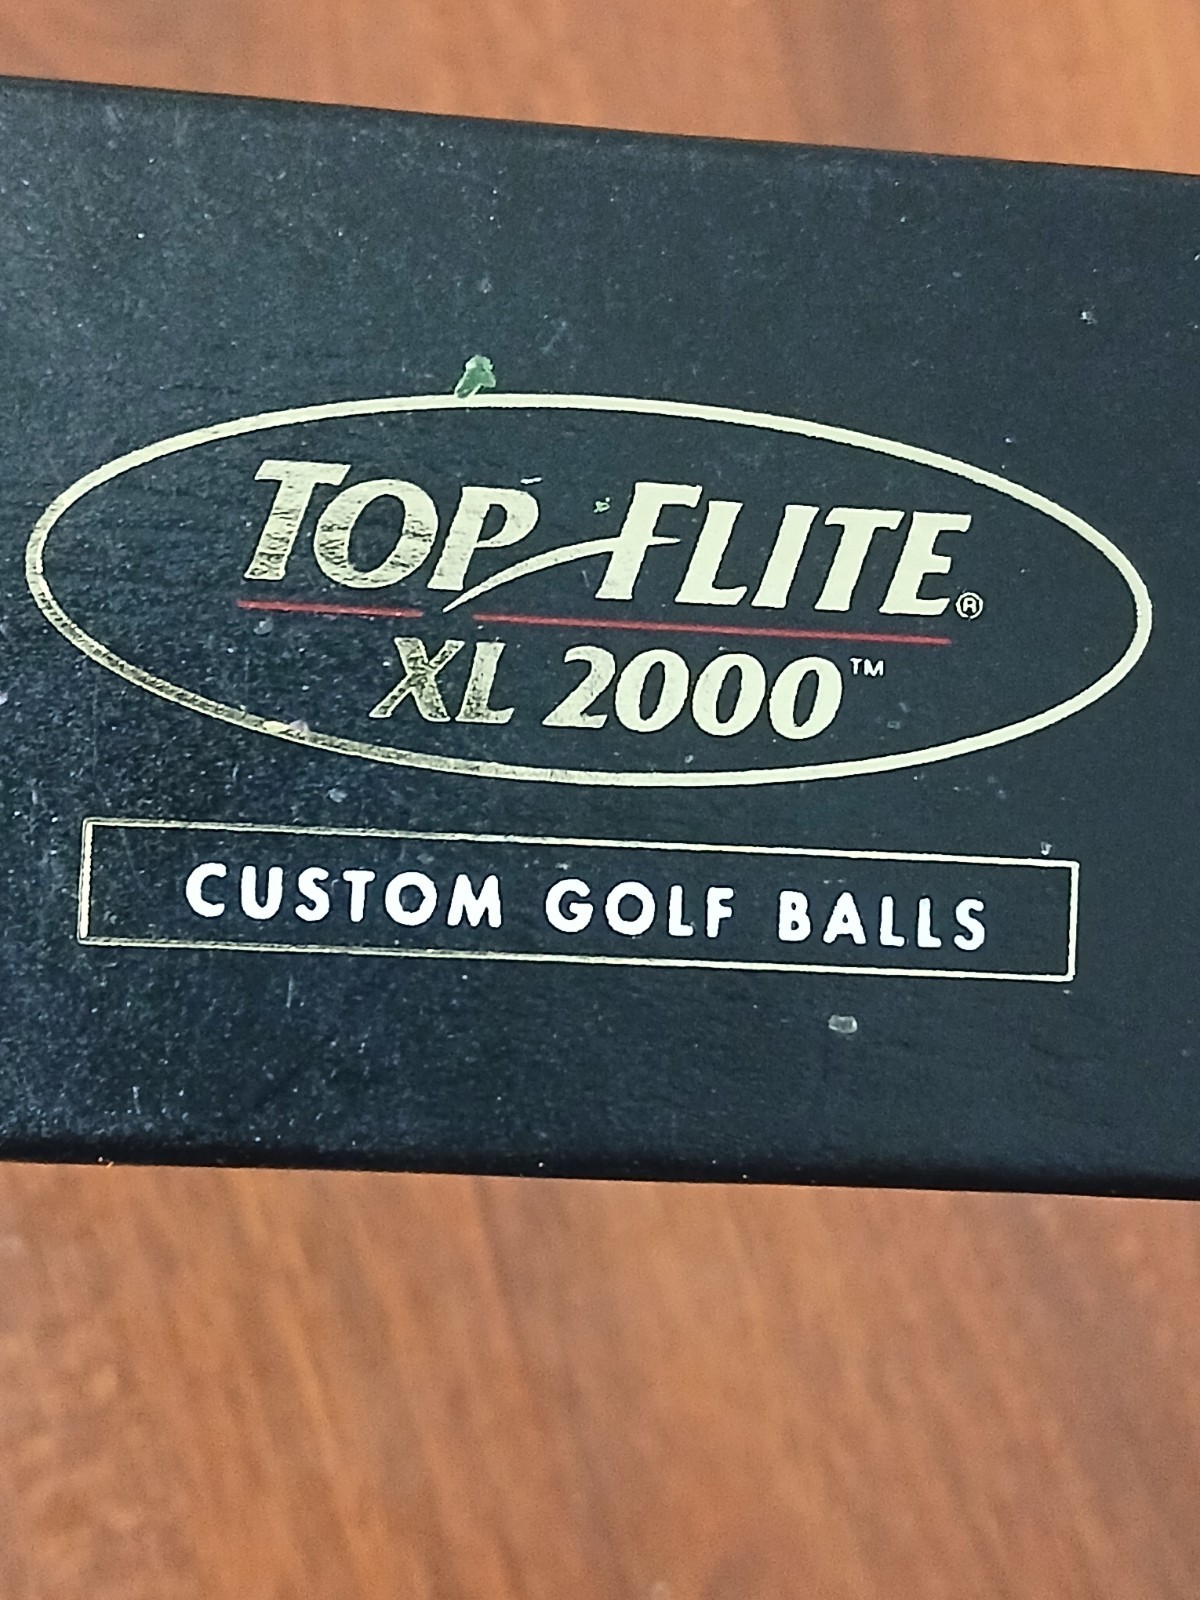 TOP FLITE®
XL 2000™
CUSTOM GOLF BALLS